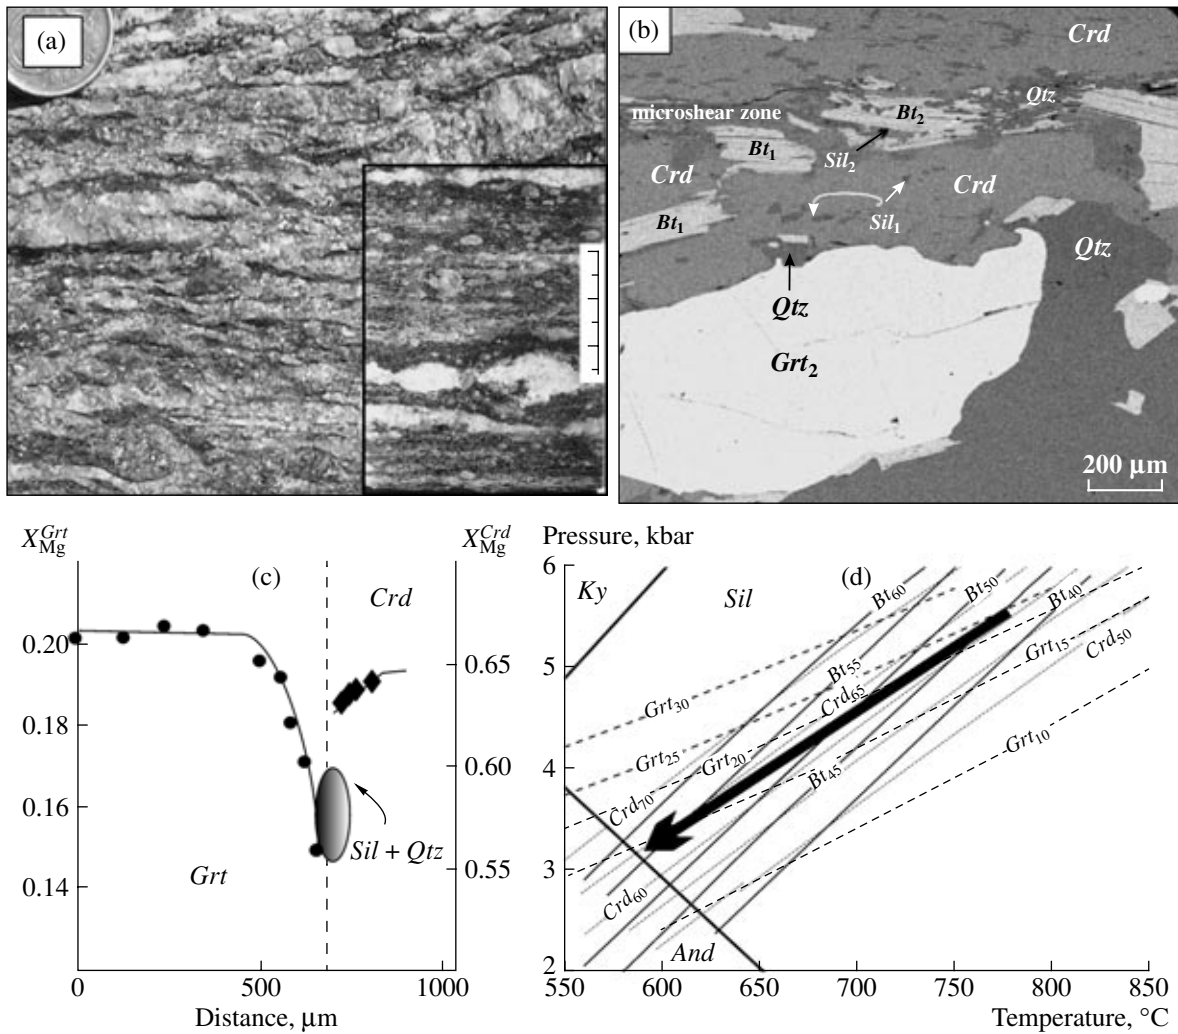 (a)
(b)
Crd
Qtz
microshear zone
Bt2
Bt1
Sil2
Crd
Crd
Sil1
Bt1
Qtz
Qtz
Grt2
200 µm
X Grt Mg
X Crd Mg
(c)
Crd
0.20
0.18
0.16
0.14
0.65
0.60
0.55
Sil + Qtz
Grt
0
500
1000
Distance, µm
Pressure, kbar
(d)
6
5
4
3
2
Ky
Sil
And
Bt60
Bt50
Bt40
Bt55
Grt15
Crd50
Crd65
Grt30
Grt25
Grt20
Grt10
Bt45
Crd70
Crd60
550
600
650
700
750
800
850
Temperature, °C